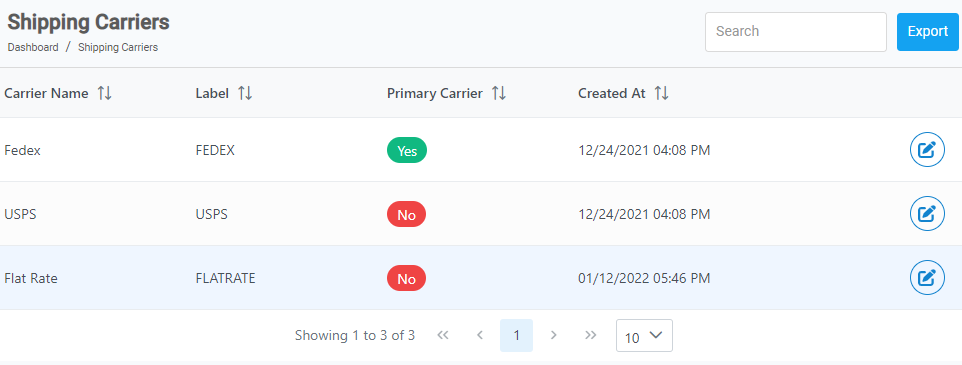 Shipping Carriers
Dashboard / Shipping Carriers
Search
Export
Carrier Name Label Primary Carrier Created At
Fedex FEDEX Yes 12/24/2021 04:08 PM
USPS USPS No 12/24/2021 04:08 PM
Flat Rate FLATRATE No 01/12/2022 05:46 PM
Showing 1 to 3 of 3 1 10